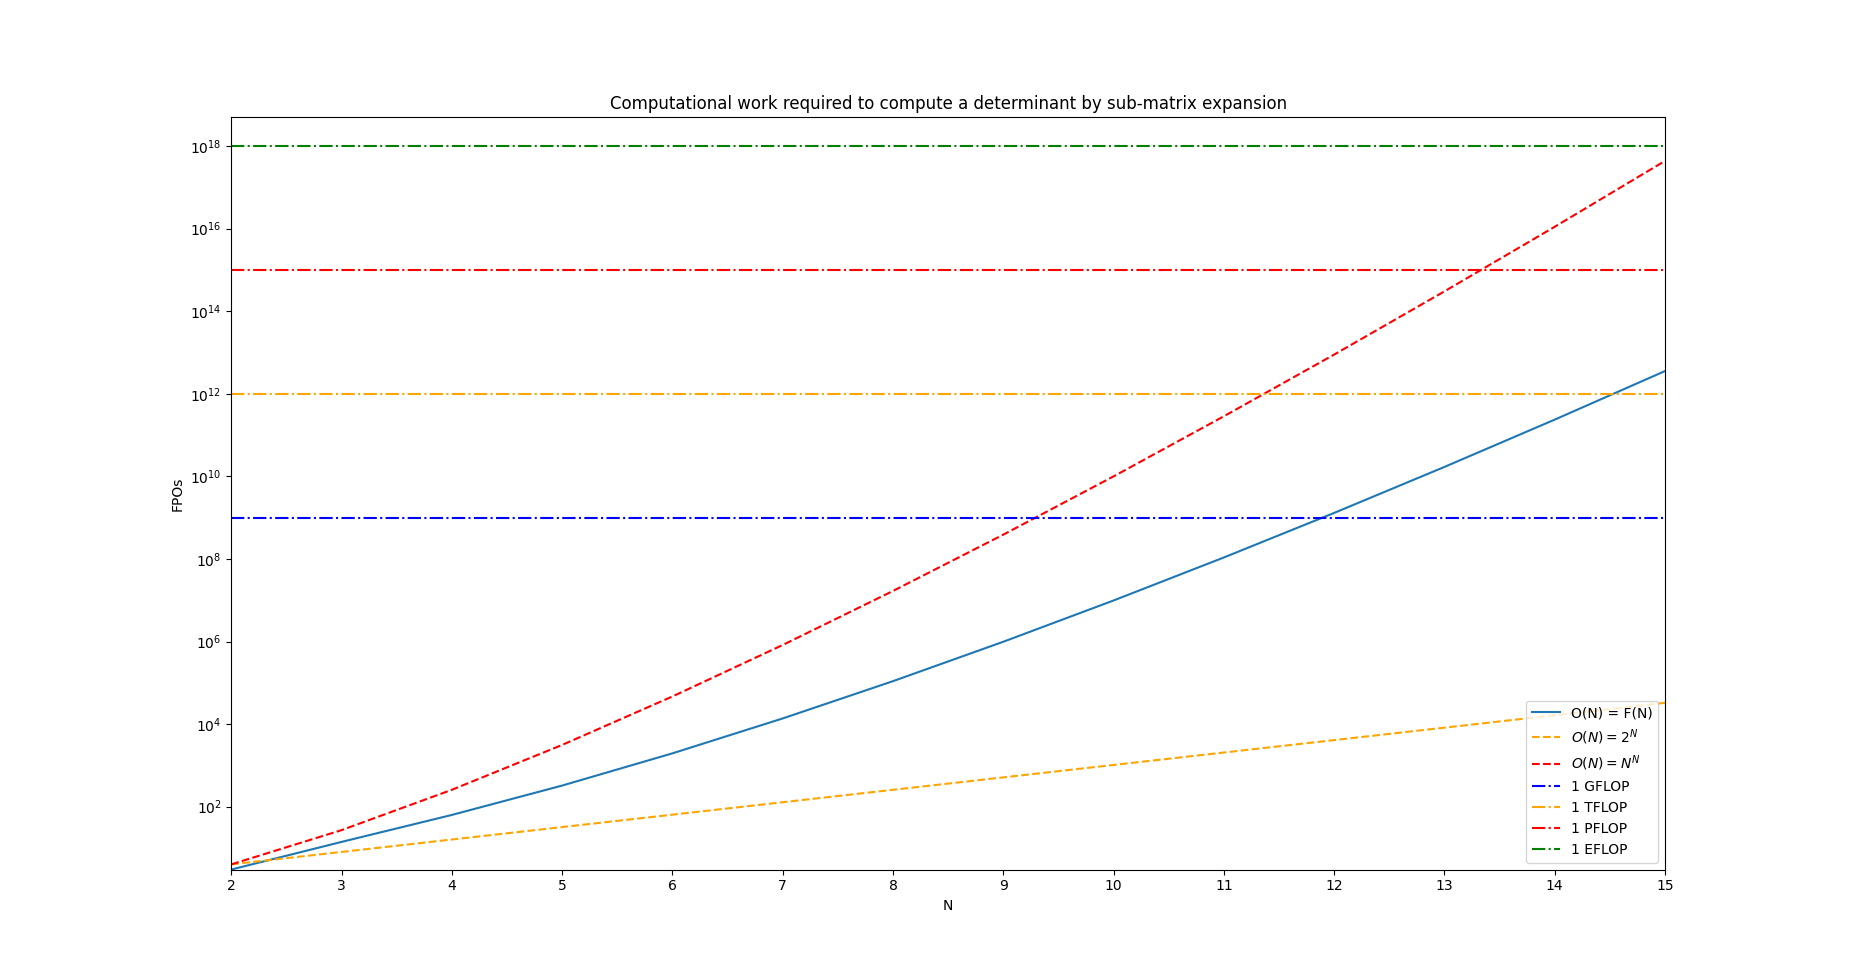 Computational work required to compute a determinant by sub-matrix expansion
10^18
10^16
10^14
10^12
10^10
10^8
10^6
10^4
10^2
FPOs
2 3 4 5 6 7 8 9 10 11 12 13 14 15
N
O(N) = F(N)
O(N) = 2^N
O(N) = N^N
1 GFLOP
1 TFLOP
1 PFLOP
1 EFLOP